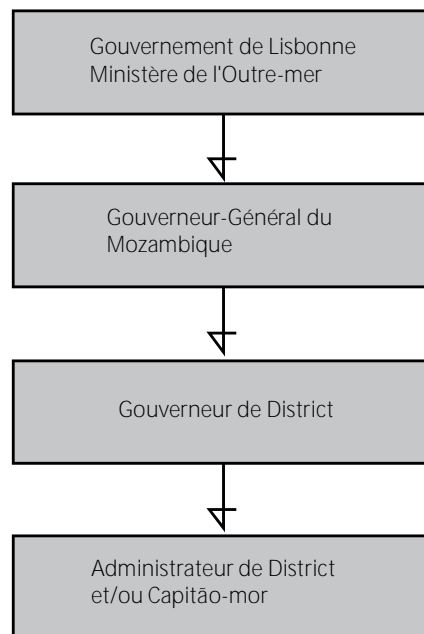 Gouvernement de Lisbonne
Ministère de l'Outre-mer
Gouverneur-Général du
Mozambique
Gouverneur de District
Administrateur de District
et/ou Capitão-mor